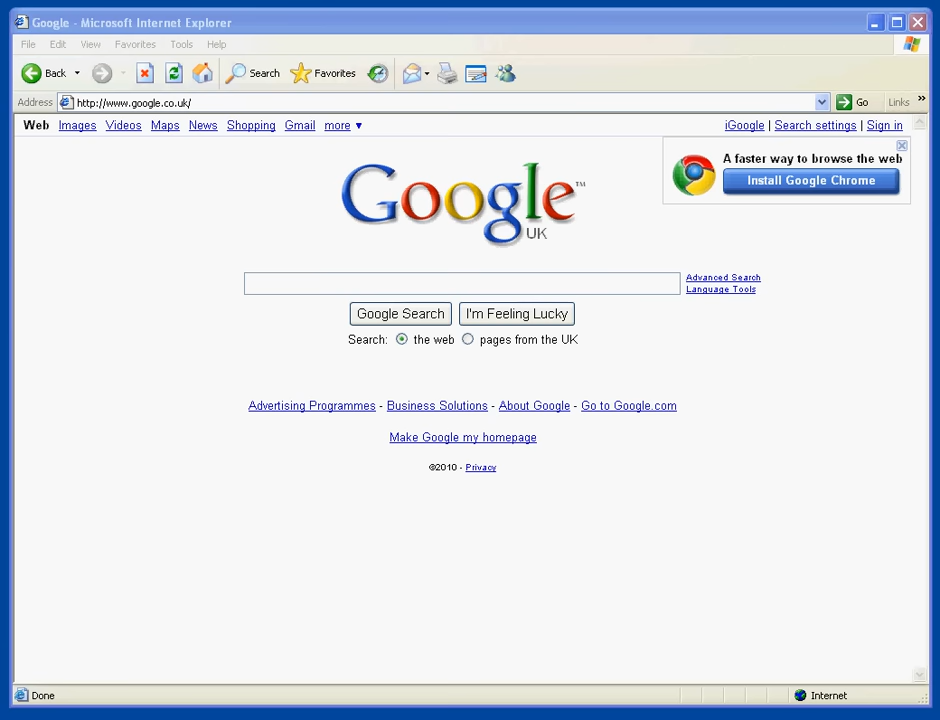 Google - Microsoft Internet Explorer
File Edit View Favorites Tools Help
Back Search Favorites
Address http://www.google.co.uk/ Go Links »
Web Images Videos Maps News Shopping Gmail more ▼ iGoogle | Search settings | Sign in
A faster way to browse the web
Install Google Chrome
Google™
UK
Advanced Search
Language Tools
Google Search I'm Feeling Lucky
Search: the web pages from the UK
Advertising Programmes - Business Solutions - About Google - Go to Google.com
Make Google my homepage
©2010 - Privacy
Done Internet